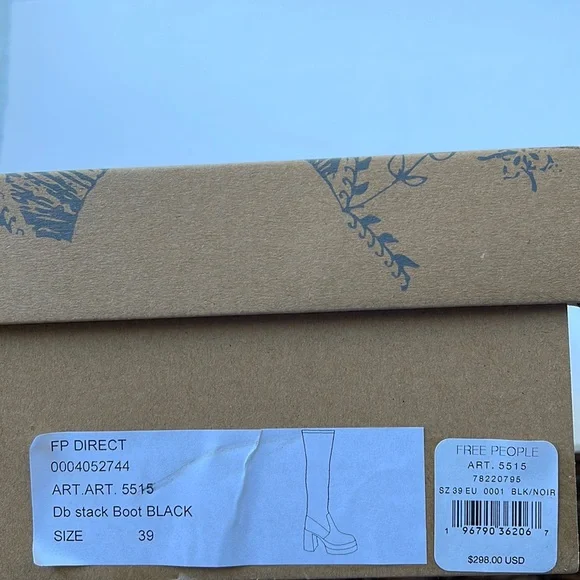 FP DIRECT
0004052744
ART.ART. 5515
Db stack Boot BLACK
SIZE 39
FREE PEOPLE
ART. 5515
78220795
SZ 39 EU 0001 BLK/NOIR
1 96790 36206 7
$298.00 USD